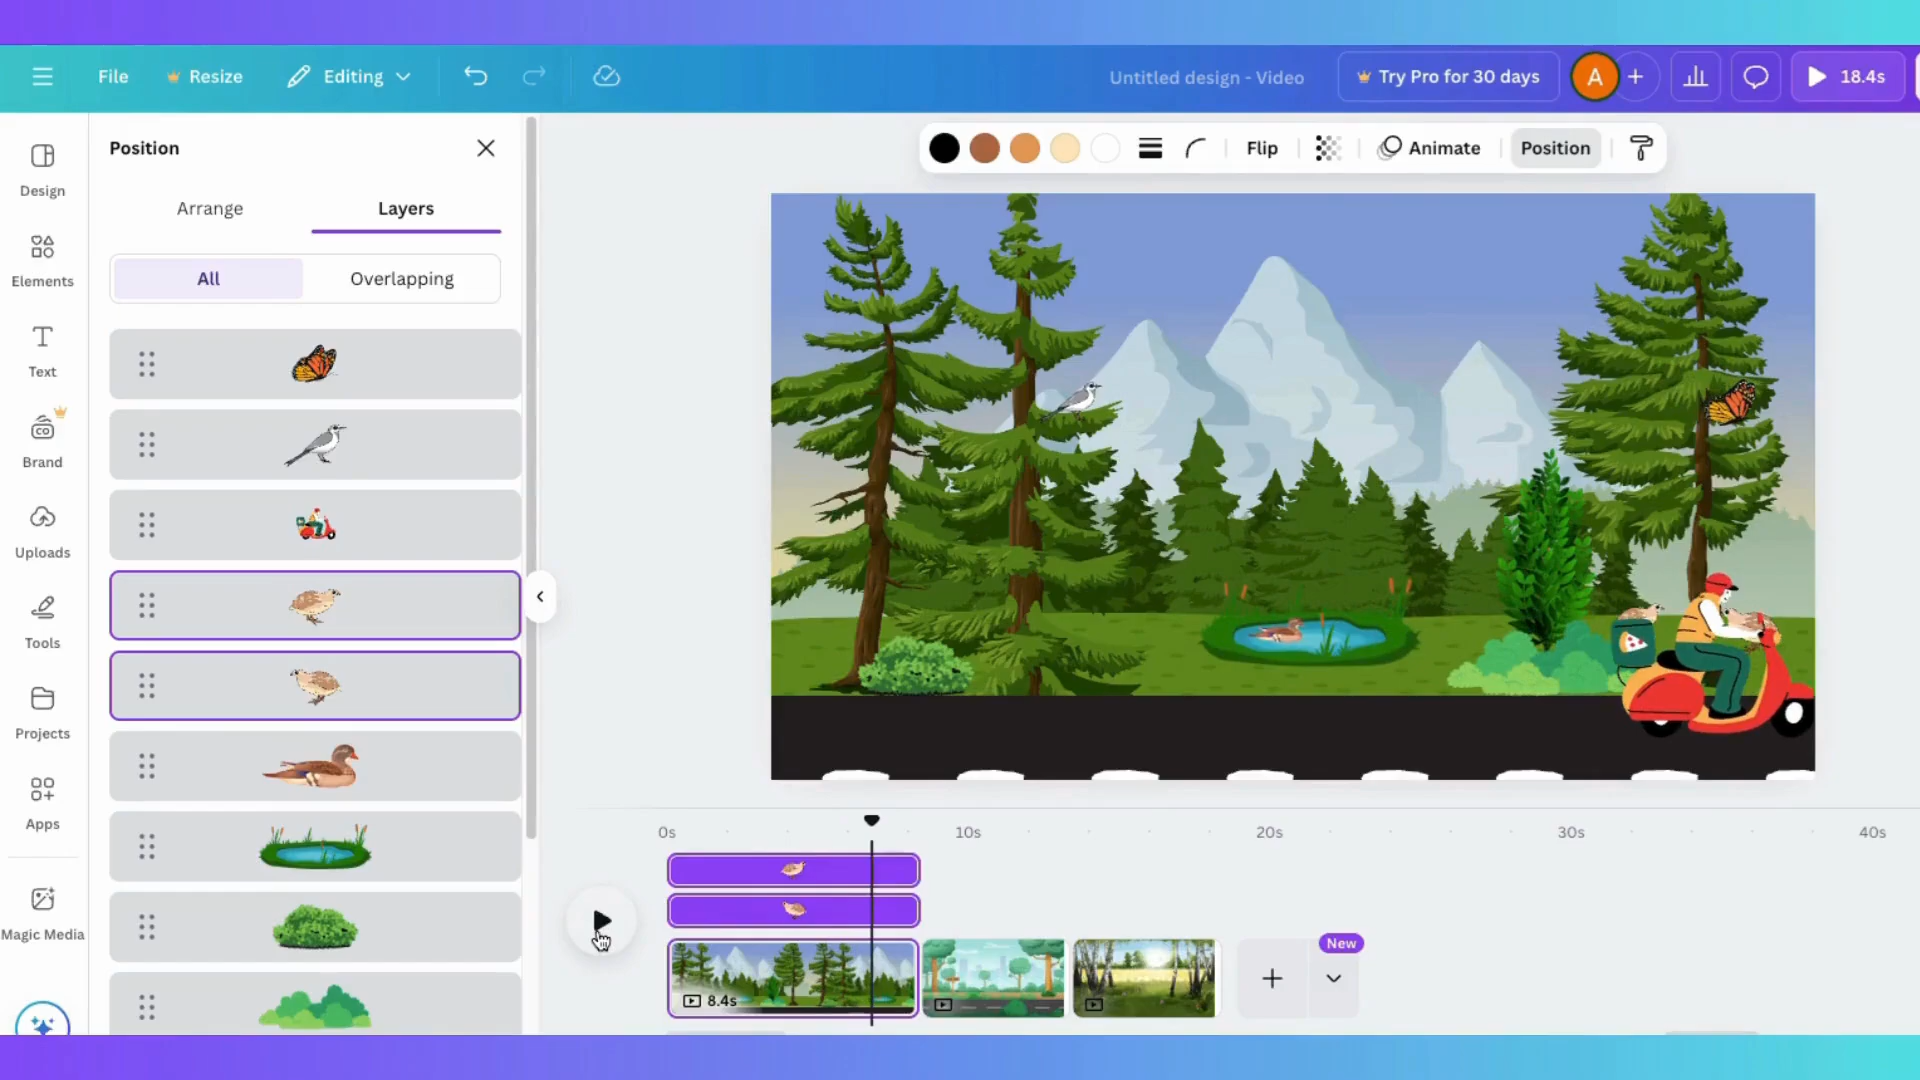 File
Resize
Editing
Untitled design - Video
Try Pro for 30 days
A
18.4s
Design
Elements
Text
Brand
Uploads
Tools
Projects
Apps
Magic Media
Position
Arrange
Layers
All
Overlapping
Flip
Animate
Position
0s
10s
20s
30s
40s
8.4s
New